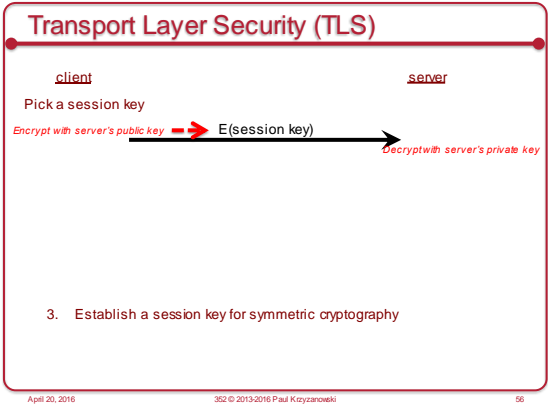 Transport Layer Security (TLS)
client
server
Pick a session key
Encrypt with server's public key
E(session key)
Decrypt with server's private key
3. Establish a session key for symmetric cryptography
April 20, 2016
352 © 2013-2016 Paul Krzyzanowski
56